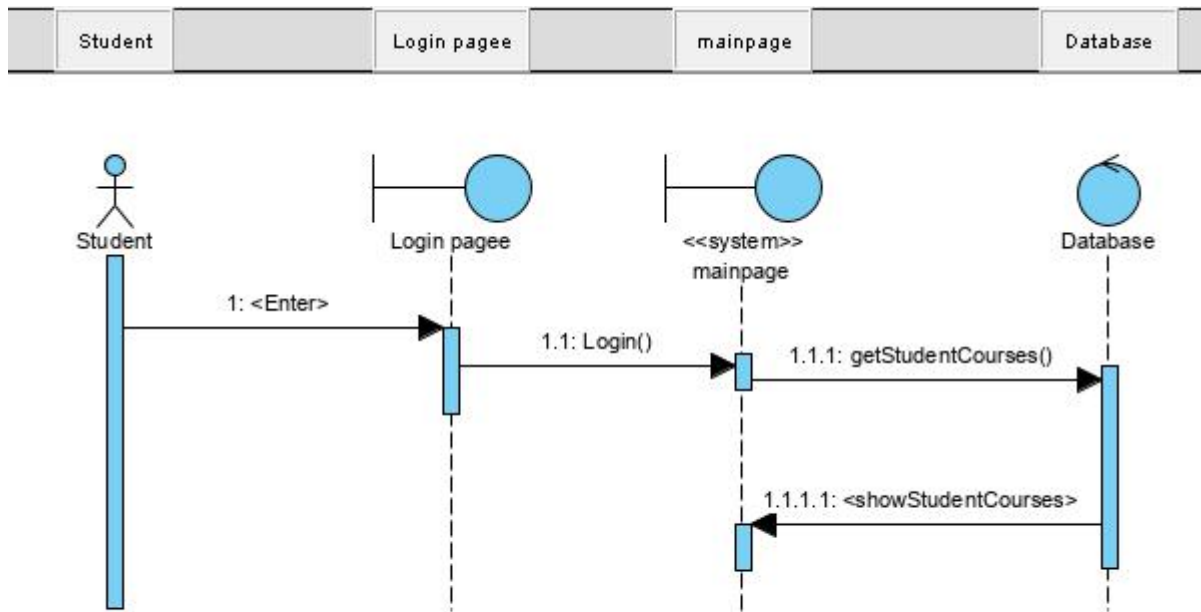 Student
Login pagee
mainpage
Database
Student
Login pagee
<<system>>
mainpage
Database
1: <Enter>
1.1: Login()
1.1.1: getStudentCourses()
1.1.1.1: <showStudentCourses>